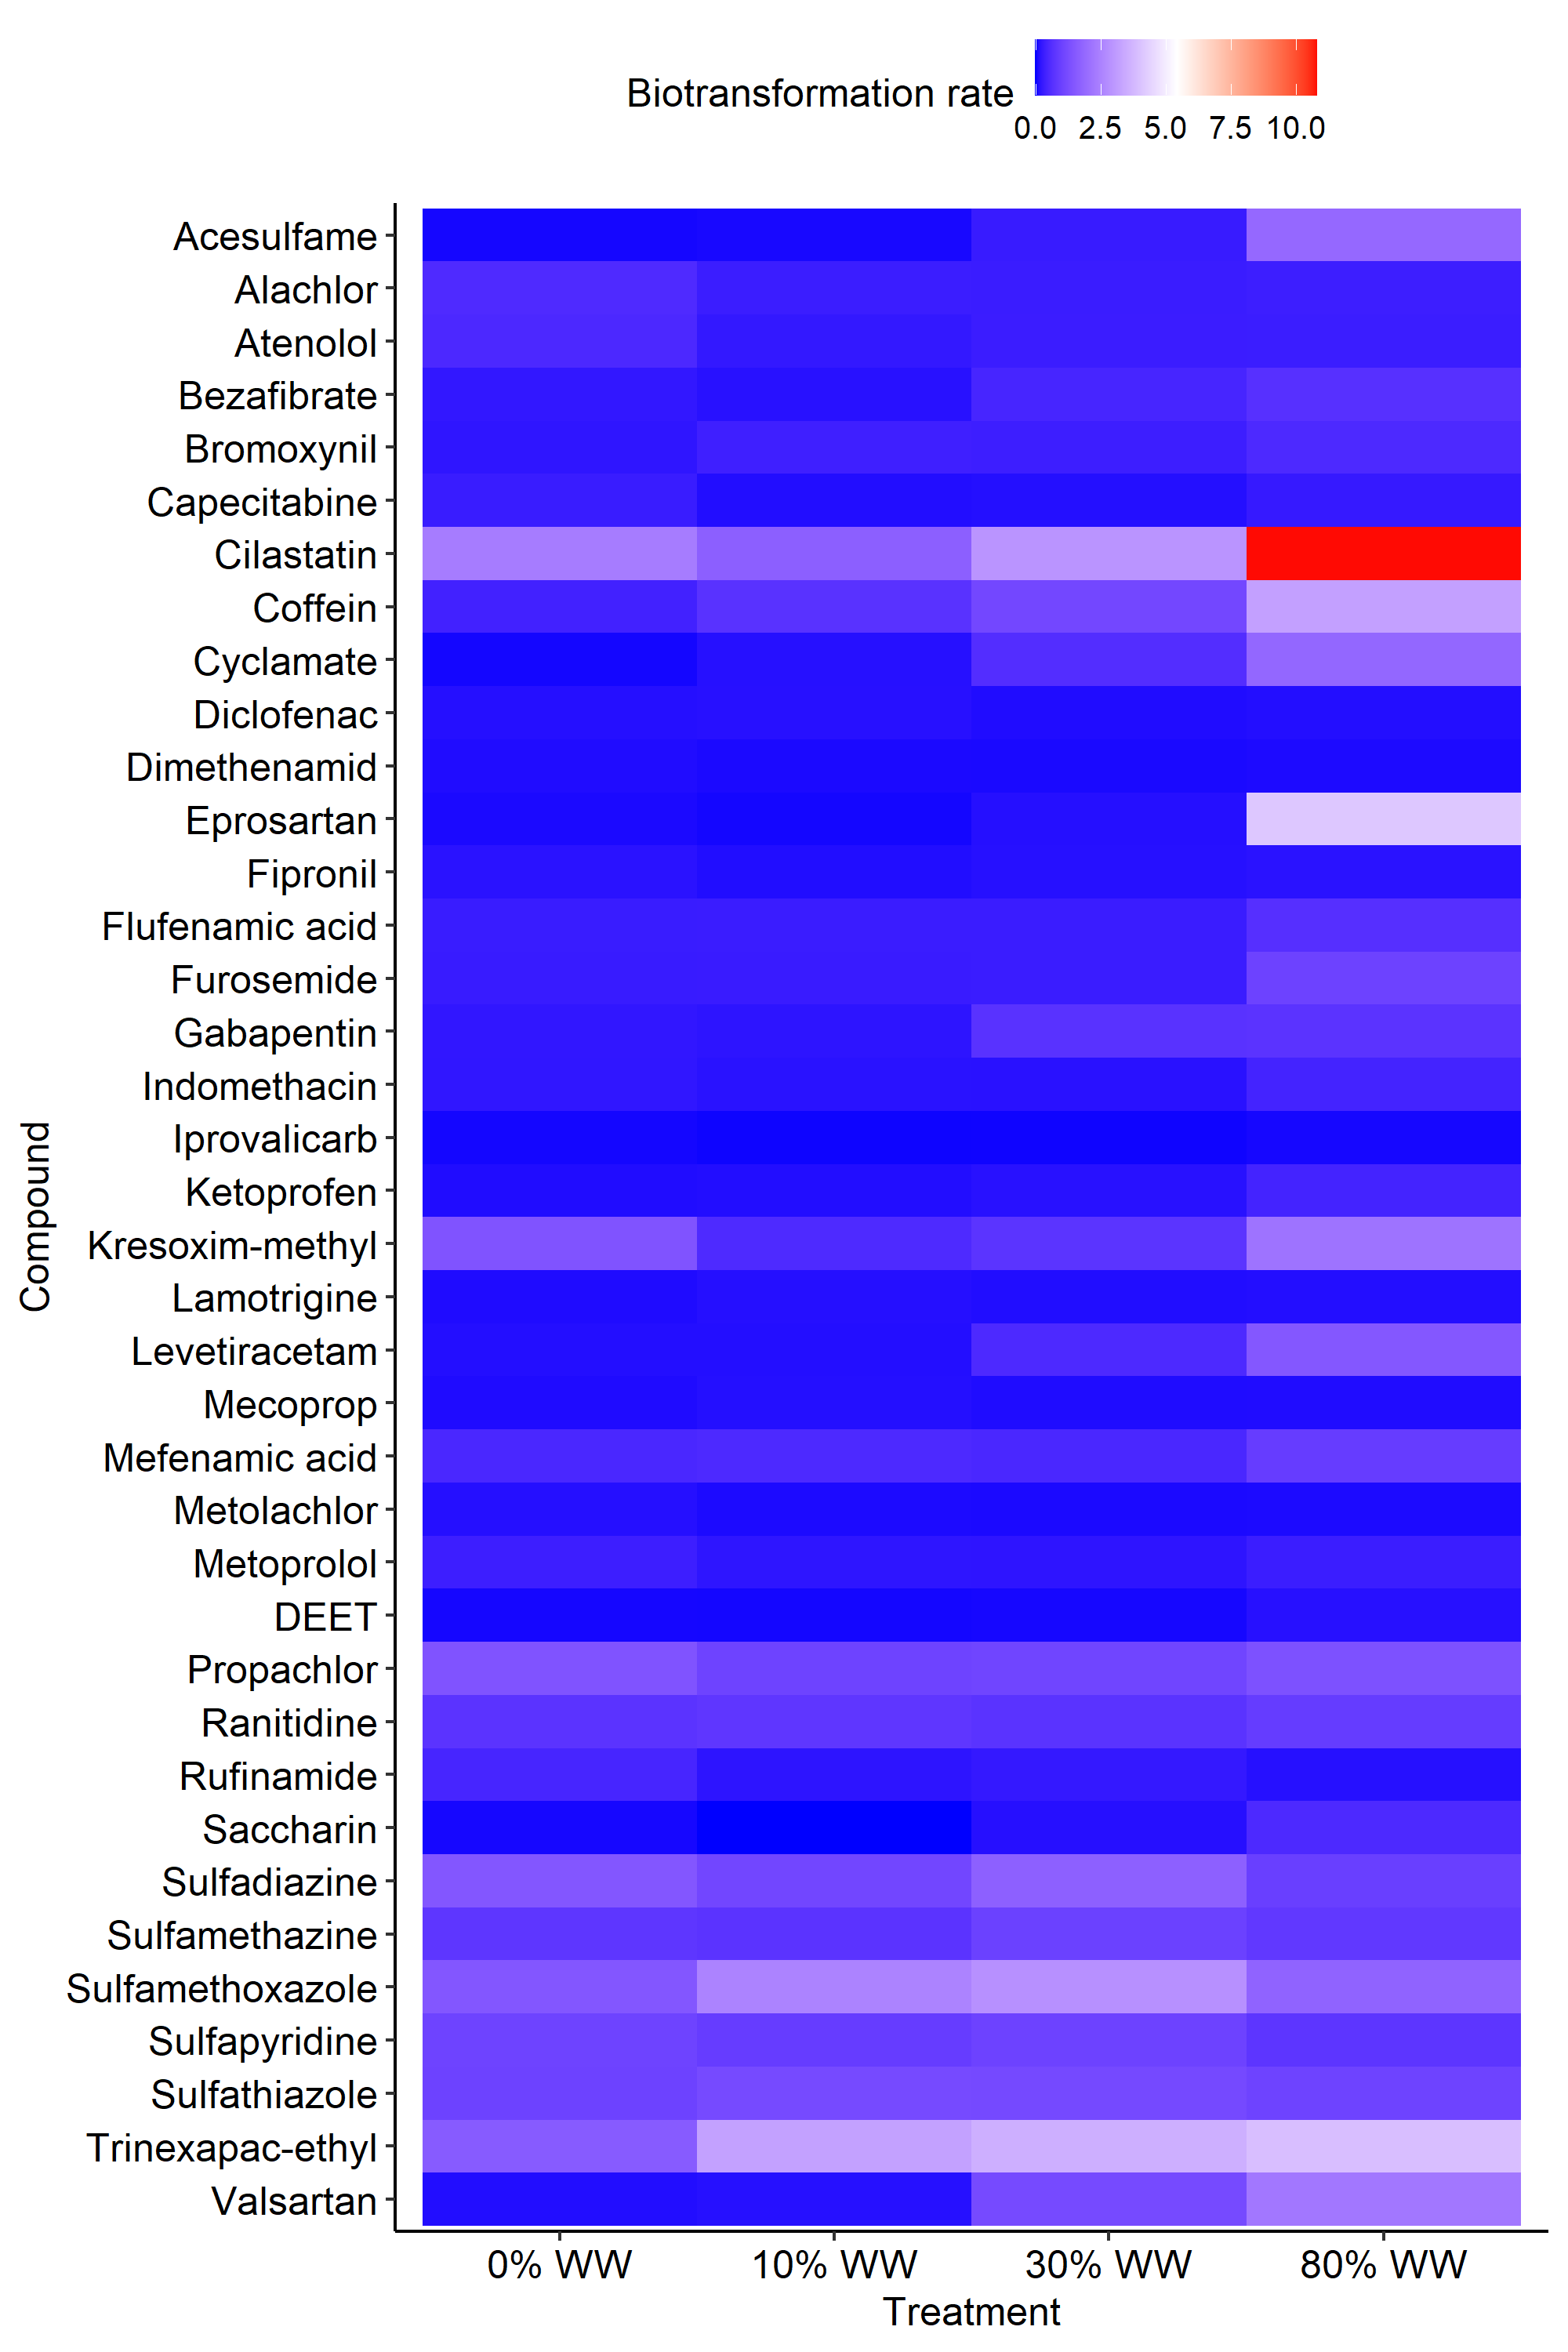 Biotransformation rate
0.0 2.5 5.0 7.5 10.0
Acesulfame
Alachlor
Atenolol
Bezafibrate
Bromoxynil
Capecitabine
Cilastatin
Coffein
Cyclamate
Diclofenac
Dimethenamid
Eprosartan
Fipronil
Flufenamic acid
Furosemide
Gabapentin
Indomethacin
Iprovalicarb
Ketoprofen
Kresoxim-methyl
Lamotrigine
Levetiracetam
Mecoprop
Mefenamic acid
Metolachlor
Metoprolol
DEET
Propachlor
Ranitidine
Rufinamide
Saccharin
Sulfadiazine
Sulfamethazine
Sulfamethoxazole
Sulfapyridine
Sulfathiazole
Trinexapac-ethyl
Valsartan
Compound
0% WW 10% WW 30% WW 80% WW
Treatment